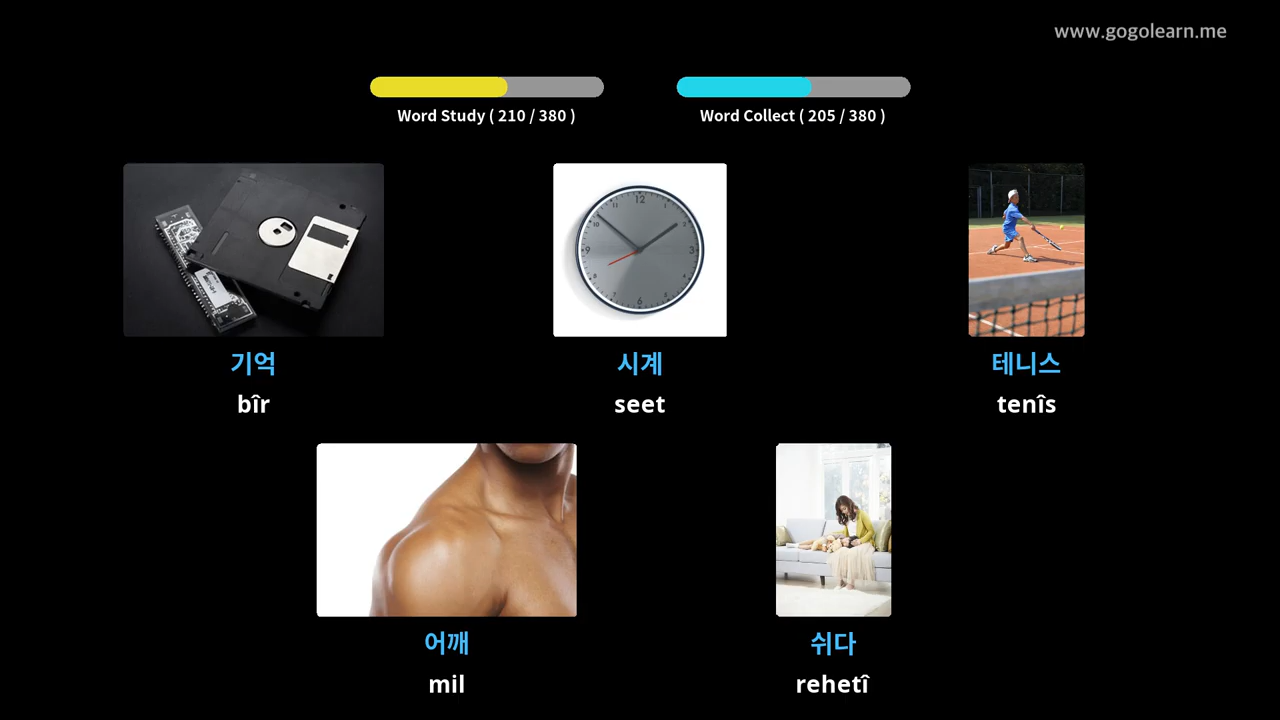 www.gogolearn.me
Word Study ( 210 / 380 )
Word Collect ( 205 / 380 )
기억
bîr
시계
seet
테니스
tenîs
어깨
mil
쉬다
rehetî